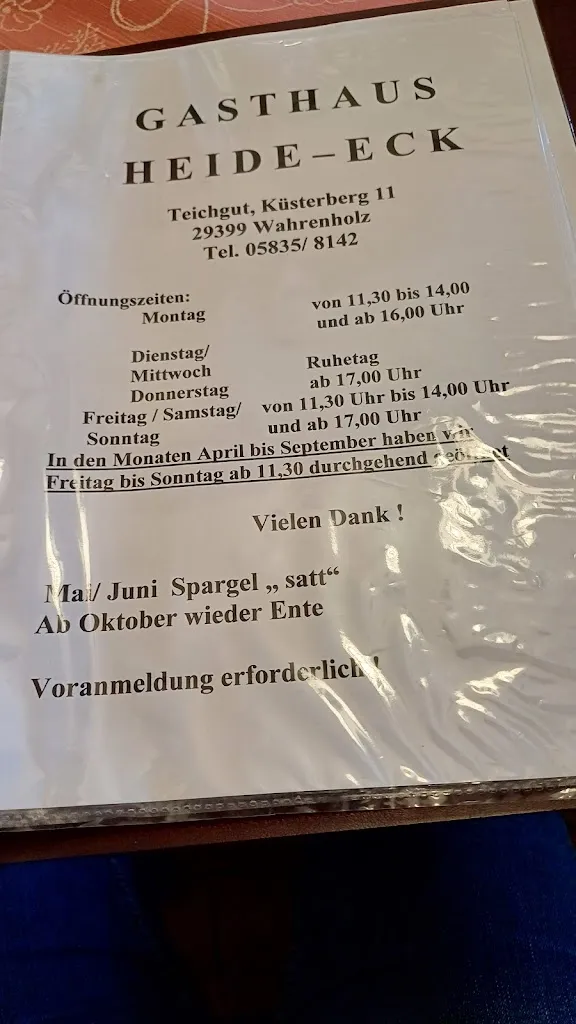 GASTHAUS
HEIDE–ECK
Teichgut, Küsterberg 11
29399 Wahrenholz
Tel. 05835/ 8142
Öffnungszeiten:
Montag von 11,30 bis 14,00
und ab 16,00 Uhr
Dienstag/
Mittwoch Ruhetag
Donnerstag ab 17,00 Uhr
Freitag / Samstag/ von 11,30 Uhr bis 14,00 Uhr
Sonntag und ab 17,00 Uhr
In den Monaten April bis September haben wir
Freitag bis Sonntag ab 11,30 durchgehend geöffnet
Vielen Dank !
Mai/ Juni Spargel „ satt“
Ab Oktober wieder Ente
Voranmeldung erforderlich !